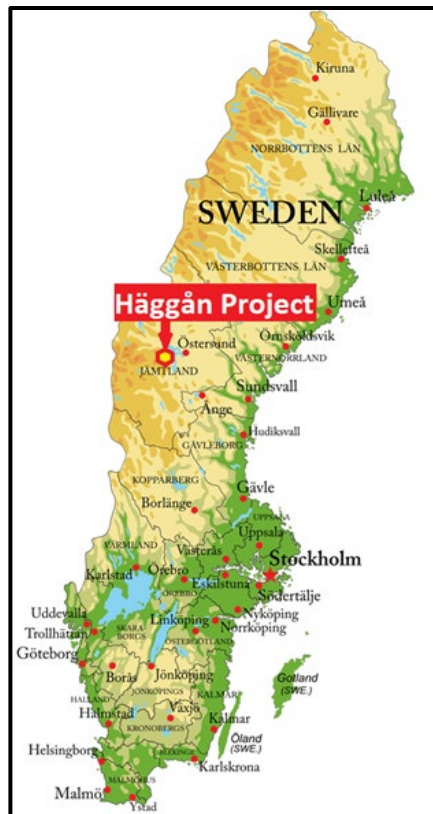 Kiruna
Gällivare
NORRBOTTENS LÄN
Luleå
SWEDEN
Skellefteå
VÄSTERBOTTENS LÄN
Häggån Project
Umeå
Örnsköldsvik
Östersund
VÄSTERNORRLAND
JÄMTLAND
Sundsvall
Ånge
Hudiksvall
GÄVLEBORG
KOPPARBERG
Gävle
Borlänge
UPPSALA
Uppsala
VÄRMLAND
Västerås
Stockholm
Karlstad
Örebro
Eskilstuna
ÖREBRO
Södertälje
Uddevalla
Nyköping
Linköping
Trollhättan
SKARA
BORGS
Norrköping
ÖSTERGÖTLAND
Göteborg
Borås
Jönköping
Gotland
(SWE.)
JÖNKÖPINGS
KALMAR
HALLAND
Växjö
Halmstad
KRONOBERGS
Kalmar
Öland
(SWE.)
Helsingborg
BLEKINGE
Karlskrona
MALMÖHUS
Malmö
Ystad